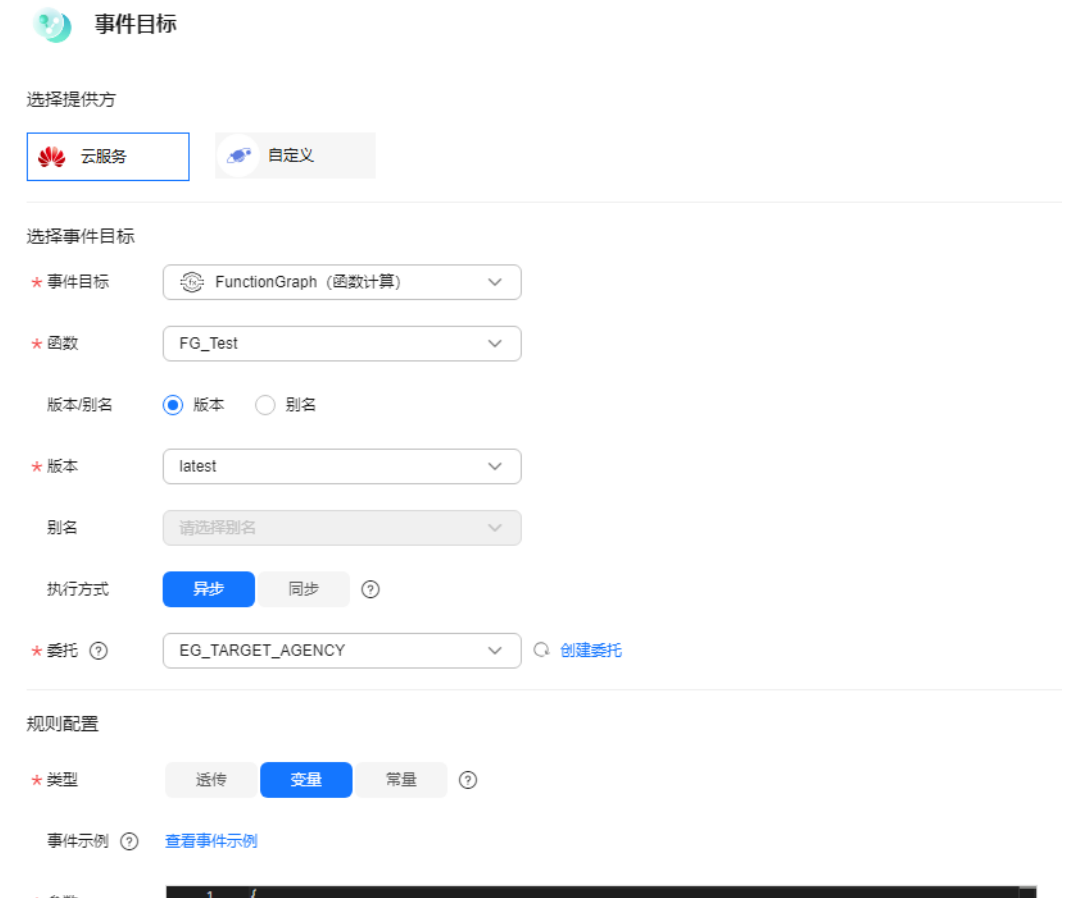 事件目标
选择提供方
云服务
自定义
选择事件目标
* 事件目标 FunctionGraph（函数计算）
* 函数 FG_Test
版本/别名 版本 别名
* 版本 latest
别名 请选择别名
执行方式 异步 同步 ?
* 委托 ? EG_TARGET_AGENCY 创建委托
规则配置
* 类型 透传 变量 常量 ?
事件示例 ? 查看事件示例
1 {